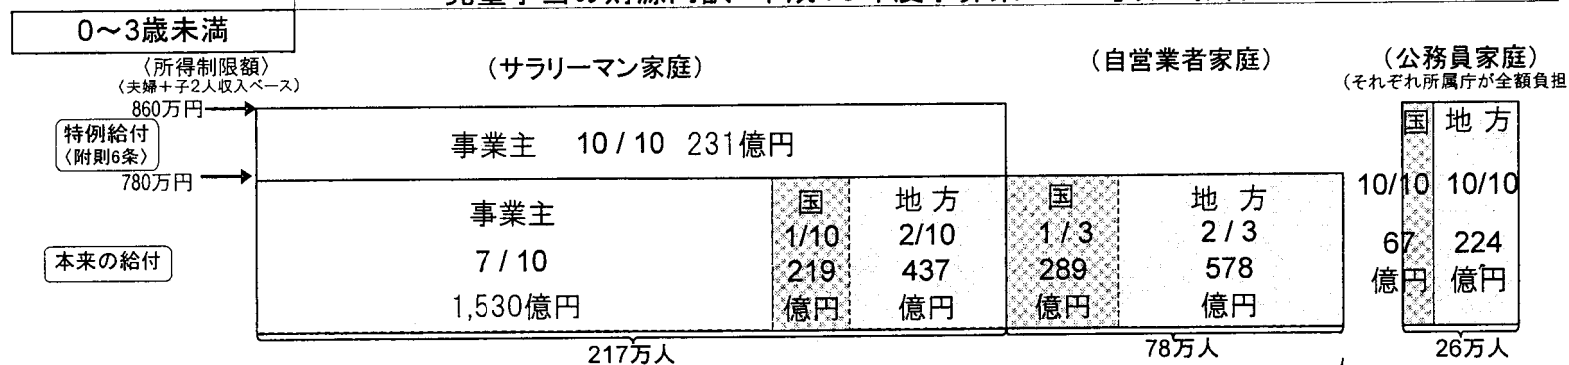 0～3歳未満
〈所得制限額〉
(夫婦＋子2人収入ベース)
(サラリーマン家庭)
(自営業者家庭)
(公務員家庭)
(それぞれ所属庁が全額負担
860万円
特例給付
〈附則6条〉
780万円
事業主 10/10 231億円
本来の給付
事業主
7/10
1,530億円
国
1/10
219
億円
地方
2/10
437
億円
国
1/3
289
億円
地方
2/3
578
億円
国
10/10
67
億円
地方
10/10
224
億円
217万人
78万人
26万人